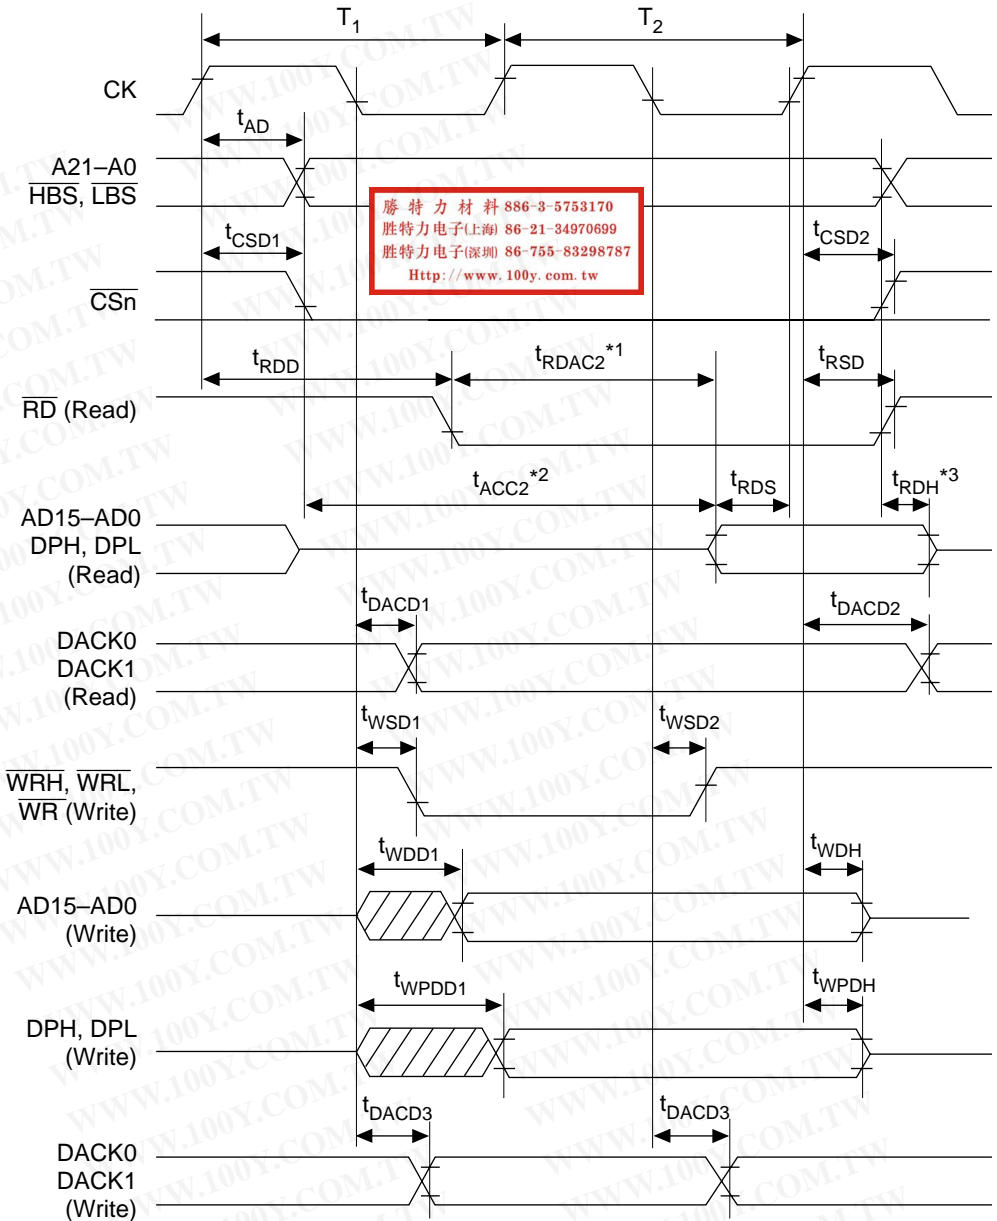 T1 T2
CK
tAD
A21–A0
HBS, LBS
勝特力材料 886-3-5753170
胜特力电子(上海) 86-21-34970699
胜特力电子(深圳) 86-755-83298787
Http://www.100y.com.tw
tCSD1 tCSD2
CSn
tRDD tRDAC2*1 tRSD
RD (Read)
tACC2*2 tRDS tRDH*3
AD15–AD0
DPH, DPL
(Read)
tDACD1 tDACD2
DACK0
DACK1
(Read)
tWSD1 tWSD2
WRH, WRL,
WR (Write)
tWDD1 tWDH
AD15–AD0
(Write)
tWPDD1 tWPDH
DPH, DPL
(Write)
tDACD3 tDACD3
DACK0
DACK1
(Write)
WWW.100Y.COM.TW